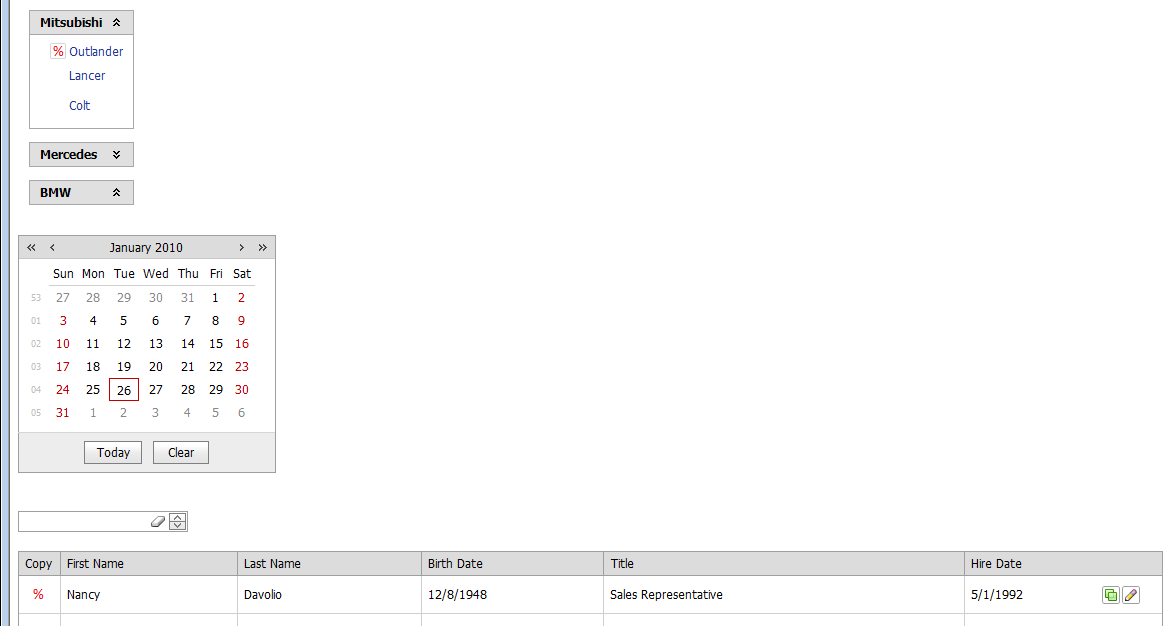 Mitsubishi
% Outlander
Lancer
Colt
Mercedes
BMW
« ‹ January 2010 › »
Sun Mon Tue Wed Thu Fri Sat
53 27 28 29 30 31 1 2
01 3 4 5 6 7 8 9
02 10 11 12 13 14 15 16
03 17 18 19 20 21 22 23
04 24 25 26 27 28 29 30
05 31 1 2 3 4 5 6
Today Clear
Copy First Name Last Name Birth Date Title Hire Date
% Nancy Davolio 12/8/1948 Sales Representative 5/1/1992